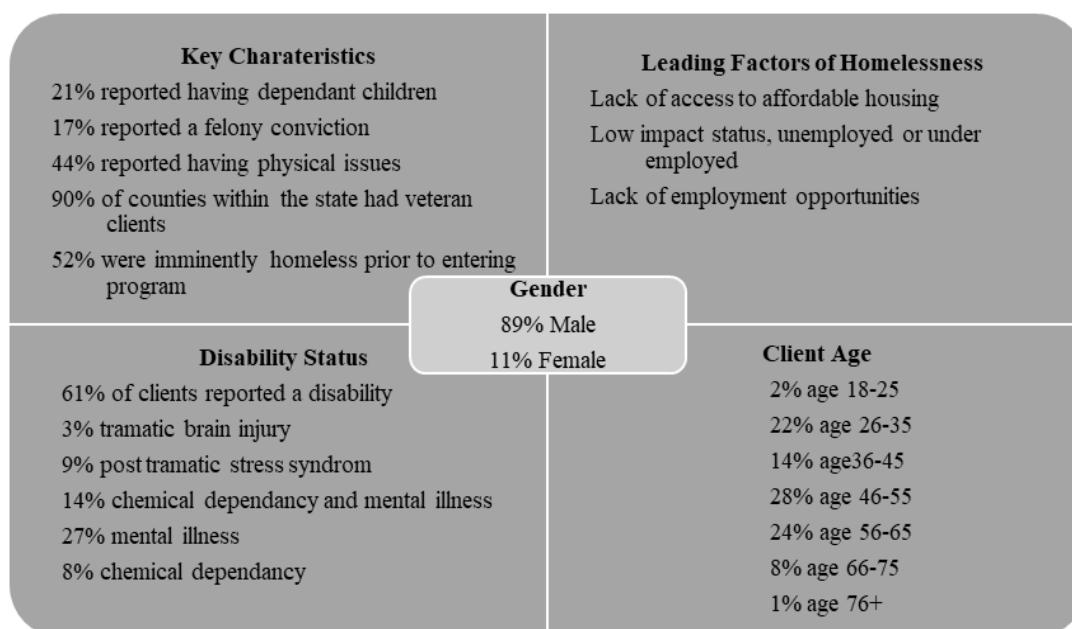 Key Charateristics
21% reported having dependant children
17% reported a felony conviction
44% reported having physical issues
90% of counties within the state had veteran
clients
52% were imminently homeless prior to entering
program
Leading Factors of Homelessness
Lack of access to affordable housing
Low impact status, unemployed or under
employed
Lack of employment opportunities
Gender
89% Male
11% Female
Disability Status
61% of clients reported a disability
3% tramatic brain injury
9% post tramatic stress syndrom
14% chemical dependancy and mental illness
27% mental illness
8% chemical dependancy
Client Age
2% age 18-25
22% age 26-35
14% age36-45
28% age 46-55
24% age 56-65
8% age 66-75
1% age 76+